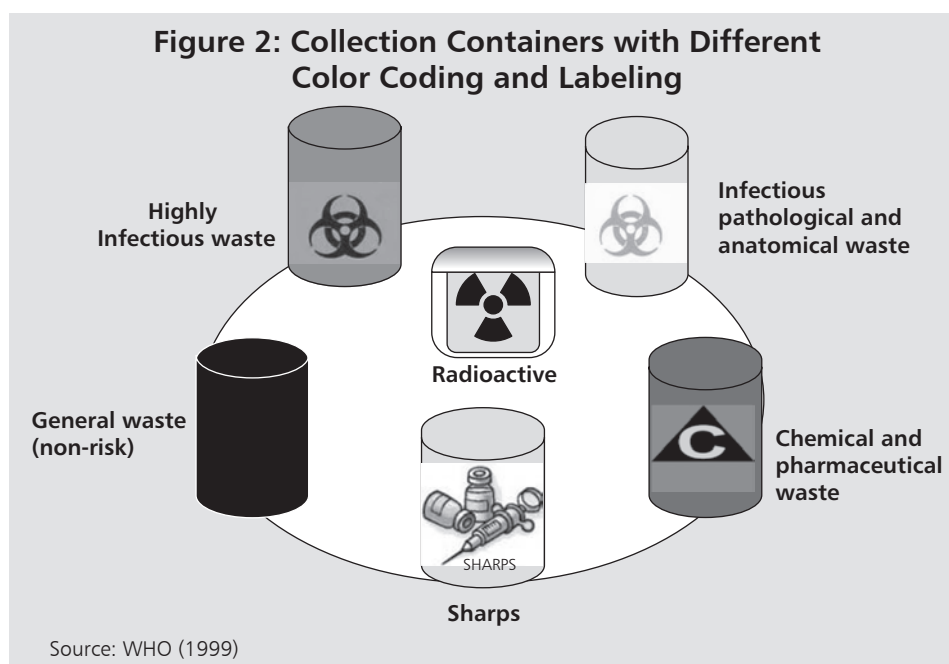 Figure 2: Collection Containers with Different
Color Coding and Labeling
Highly
Infectious waste
Infectious
pathological and
anatomical waste
Radioactive
General waste
(non-risk)
C
Chemical and
pharmaceutical
waste
SHARPS
Sharps
Source: WHO (1999)